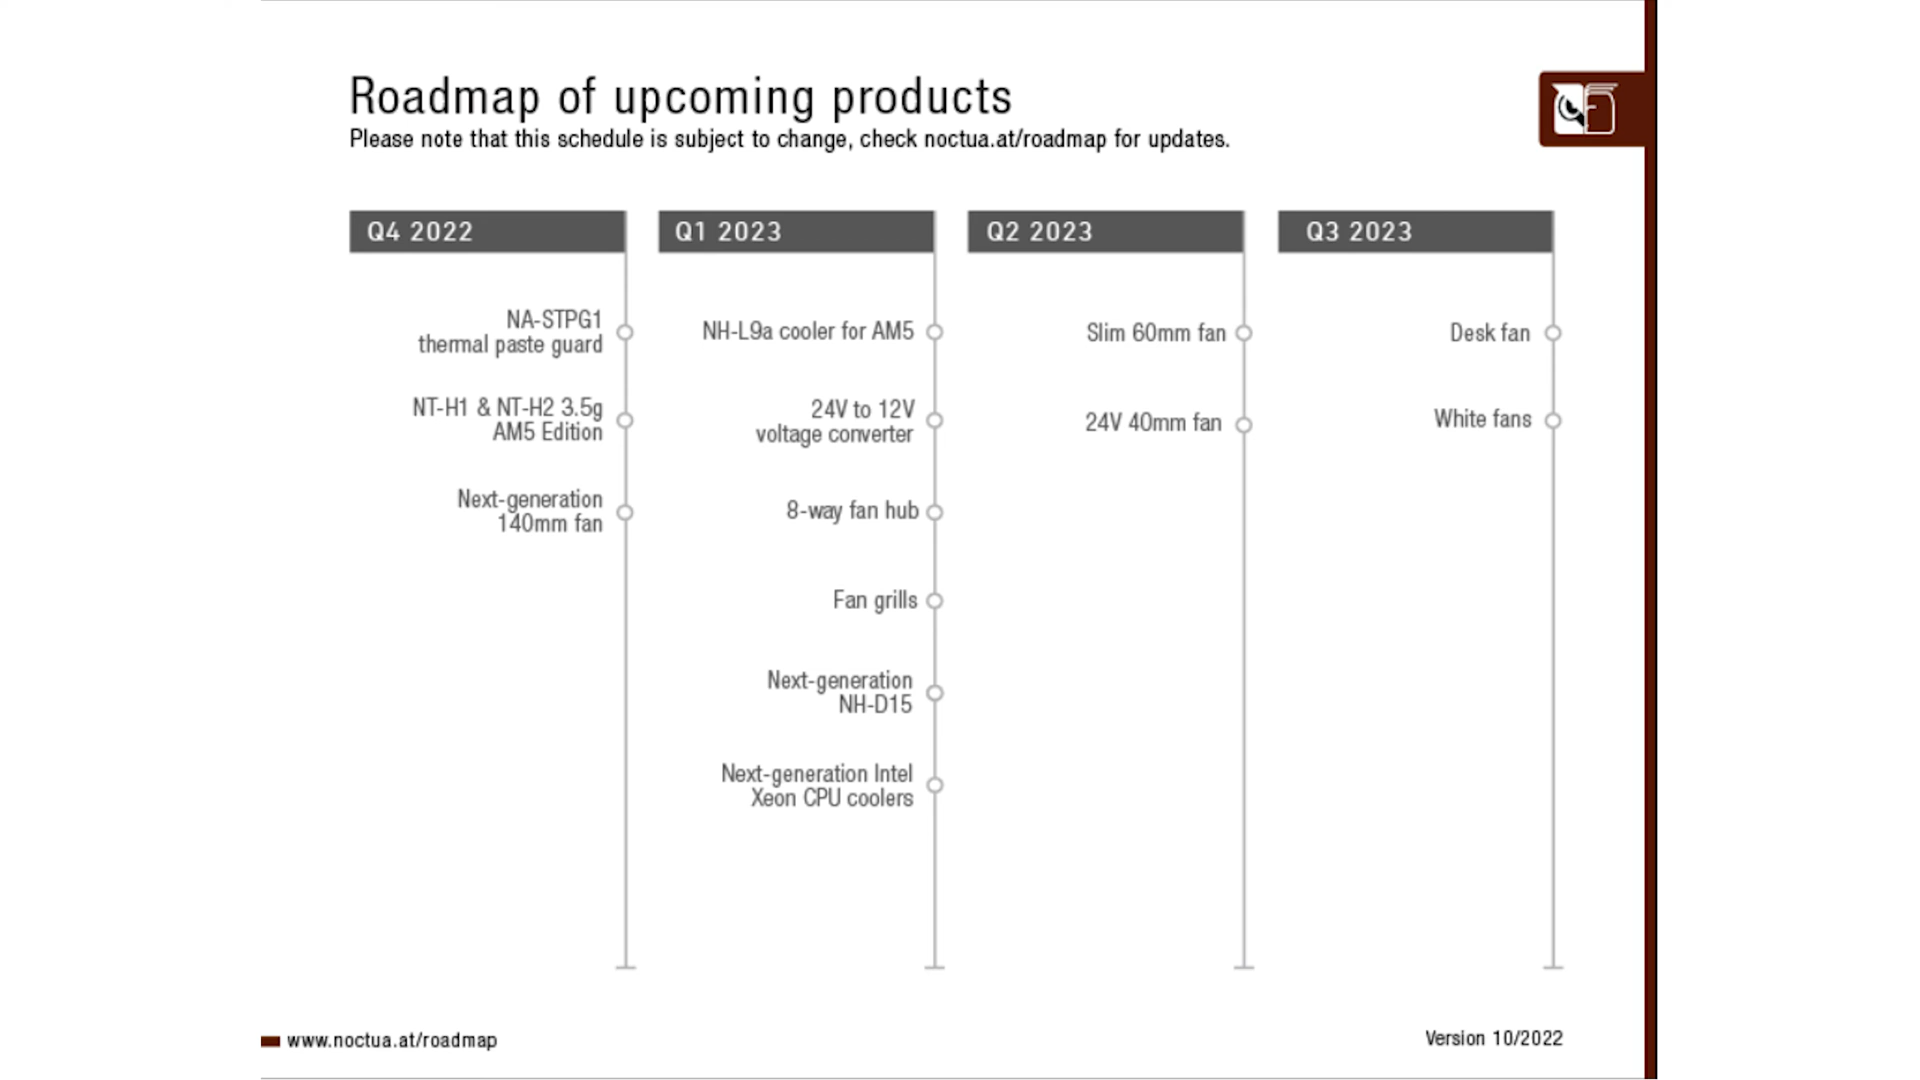 Roadmap of upcoming products
Please note that this schedule is subject to change, check noctua.at/roadmap for updates.
Q4 2022
NA-STPG1
thermal paste guard
NT-H1 & NT-H2 3.5g
AM5 Edition
Next-generation
140mm fan
Q1 2023
NH-L9a cooler for AM5
24V to 12V
voltage converter
8-way fan hub
Fan grills
Next-generation
NH-D15
Next-generation Intel
Xeon CPU coolers
Q2 2023
Slim 60mm fan
24V 40mm fan
Q3 2023
Desk fan
White fans
www.noctua.at/roadmap
Version 10/2022